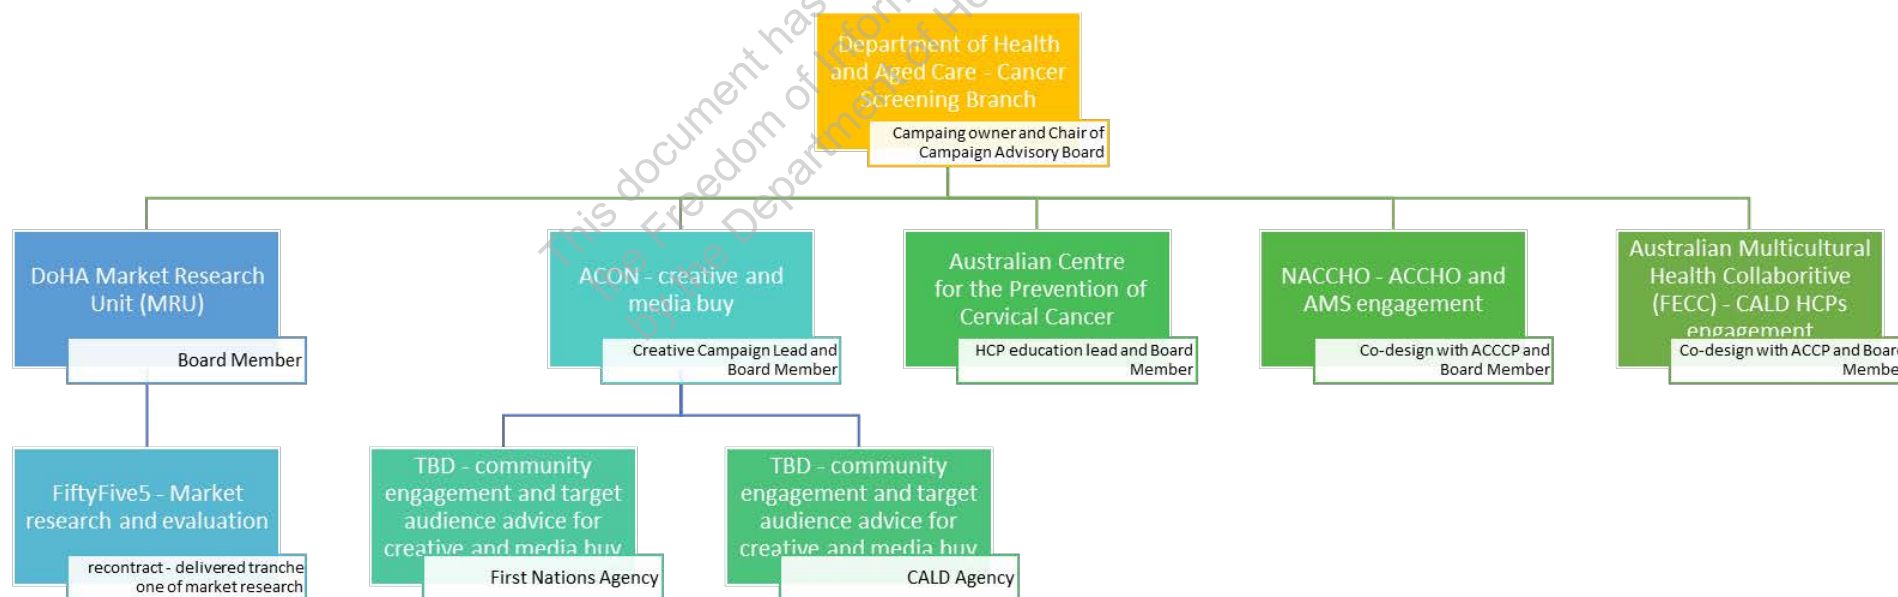 Department of Health
and Aged Care - Cancer
Screening Branch
Campaing owner and Chair of
Campaign Advisory Board
DoHA Market Research
Unit (MRU)
Board Member
ACON - creative and
media buy
Creative Campaign Lead and
Board Member
Australian Centre
for the Prevention of
Cervical Cancer
HCP education lead and Board
Member
NACCHO - ACCHO and
AMS engagement
Co-design with ACCCP and
Board Member
Australian Multicultural
Health Collaboritive
(FECC) - CALD HCPs
engagement
Co-design with ACCP and Board
Member
FiftyFive5 - Market
research and evaluation
recontract - delivered tranche
one of market research
TBD - community
engagement and target
audience advice for
creative and media buy
First Nations Agency
TBD - community
engagement and target
audience advice for
creative and media buy
CALD Agency
This document has
the Freedom of Inform
by the Department of He